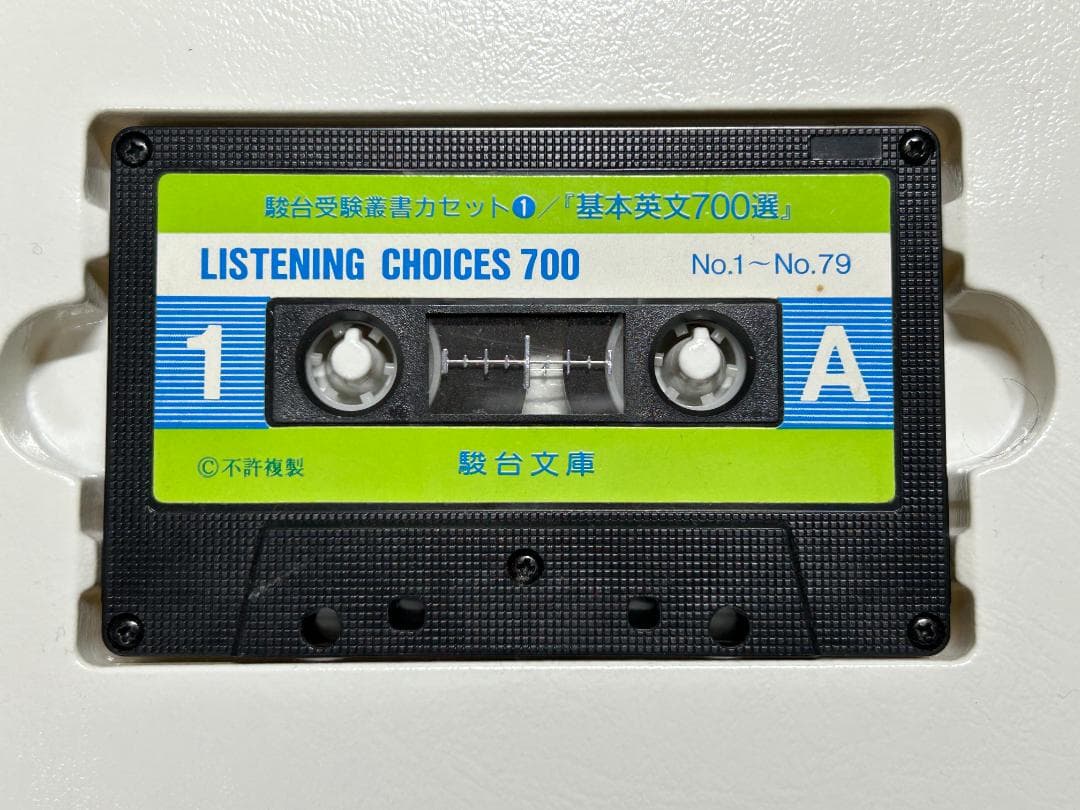 駿台受験叢書カセット❶/『基本英文700選』
LISTENING CHOICES 700 No.1～No.79
1 A
©不許複製 駿台文庫